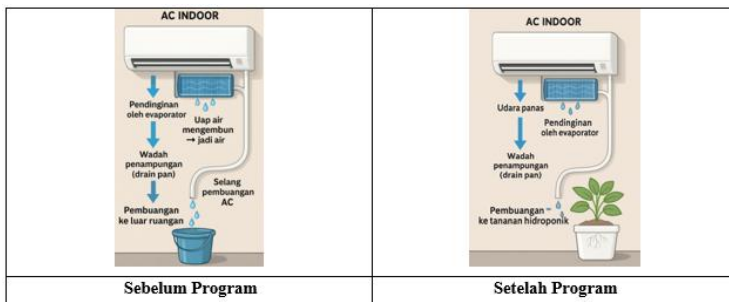 AC INDOOR
Pendinginan
oleh evaporator
Uap air
mengembun
→ jadi air
Wadah
penampungan
(drain pan)
Selang
pembuangan
AC
Pembuangan
ke luar ruangan
Sebelum Program
AC INDOOR
Udara panas
Pendinginan
oleh evaporator
Wadah
penampungan
(drain pan)
Pembuangan
ke tananan hidroponik
Setelah Program